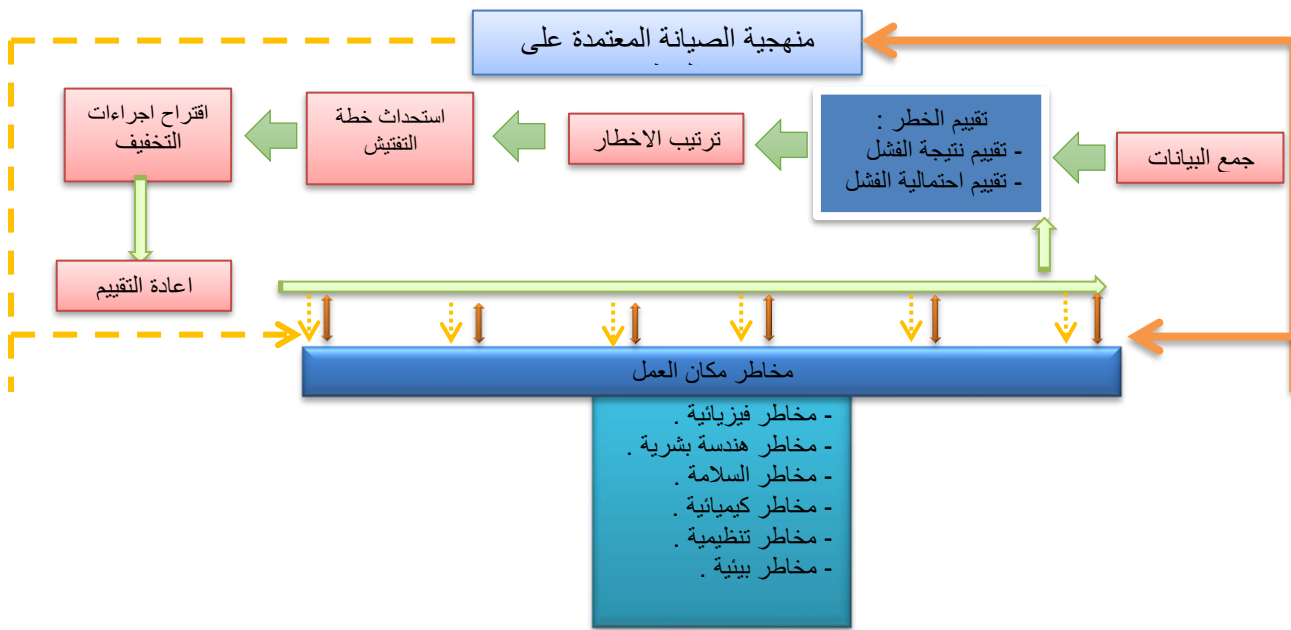 منهجية الصيانة المعتمدة على
جمع البيانات
تقييم الخطر :
- تقييم نتيجة الفشل
- تقييم احتمالية الفشل
ترتيب الاخطار
استحداث خطة
التفتيش
اقتراح اجراءات
التخفيف
اعادة التقييم
مخاطر مكان العمل
- مخاطر فيزيائية .
- مخاطر هندسة بشرية .
- مخاطر السلامة .
- مخاطر كيميائية .
- مخاطر تنظيمية .
- مخاطر بيئية .